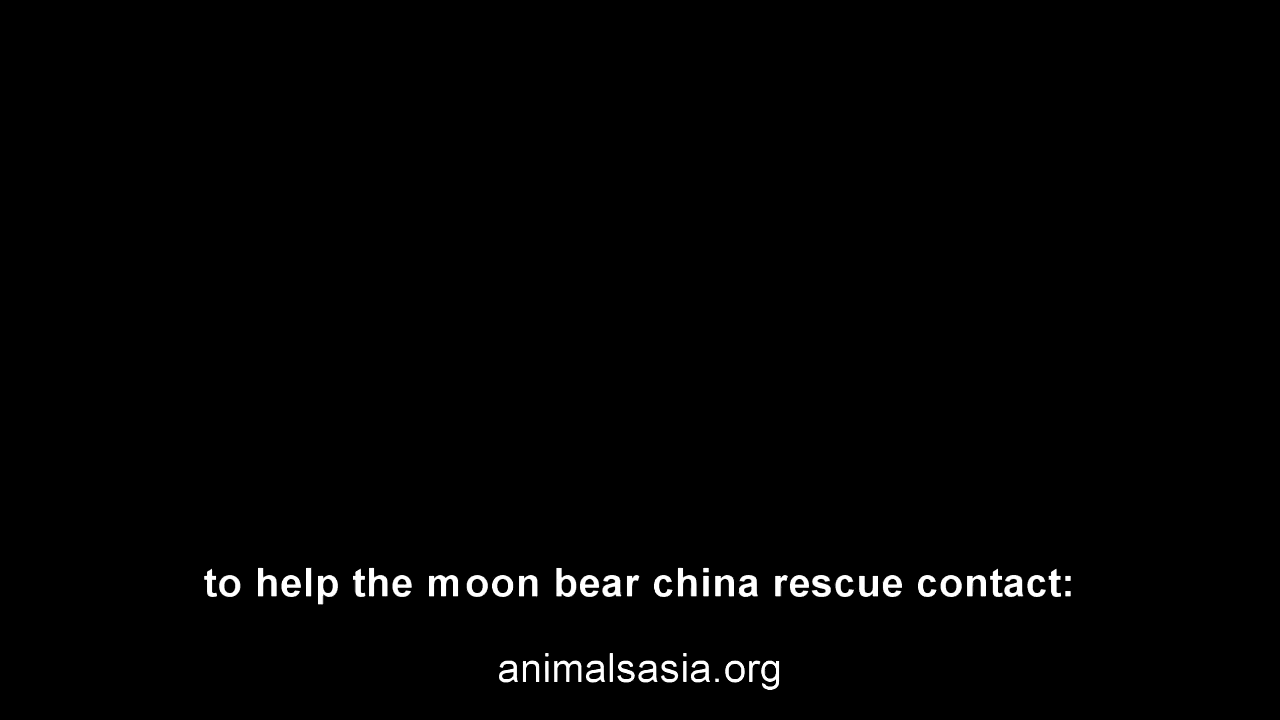 to help the moon bear china rescue contact:
animalsasia.org